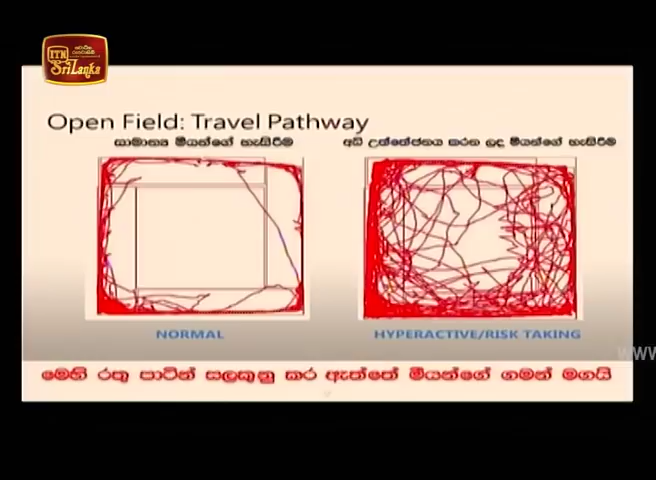 ITN
Sri Lanka
Open Field: Travel Pathway
සාමාන්‍ය මීයන්ගේ හැසිරීම
අධි උත්තේජනය කරන ලද මීයන්ගේ හැසිරීම
NORMAL
HYPERACTIVE/RISK TAKING
www
මෙහි රතු පාටින් සලකුනු කර ඇත්තේ මීයන්ගේ ගමන් මගයි